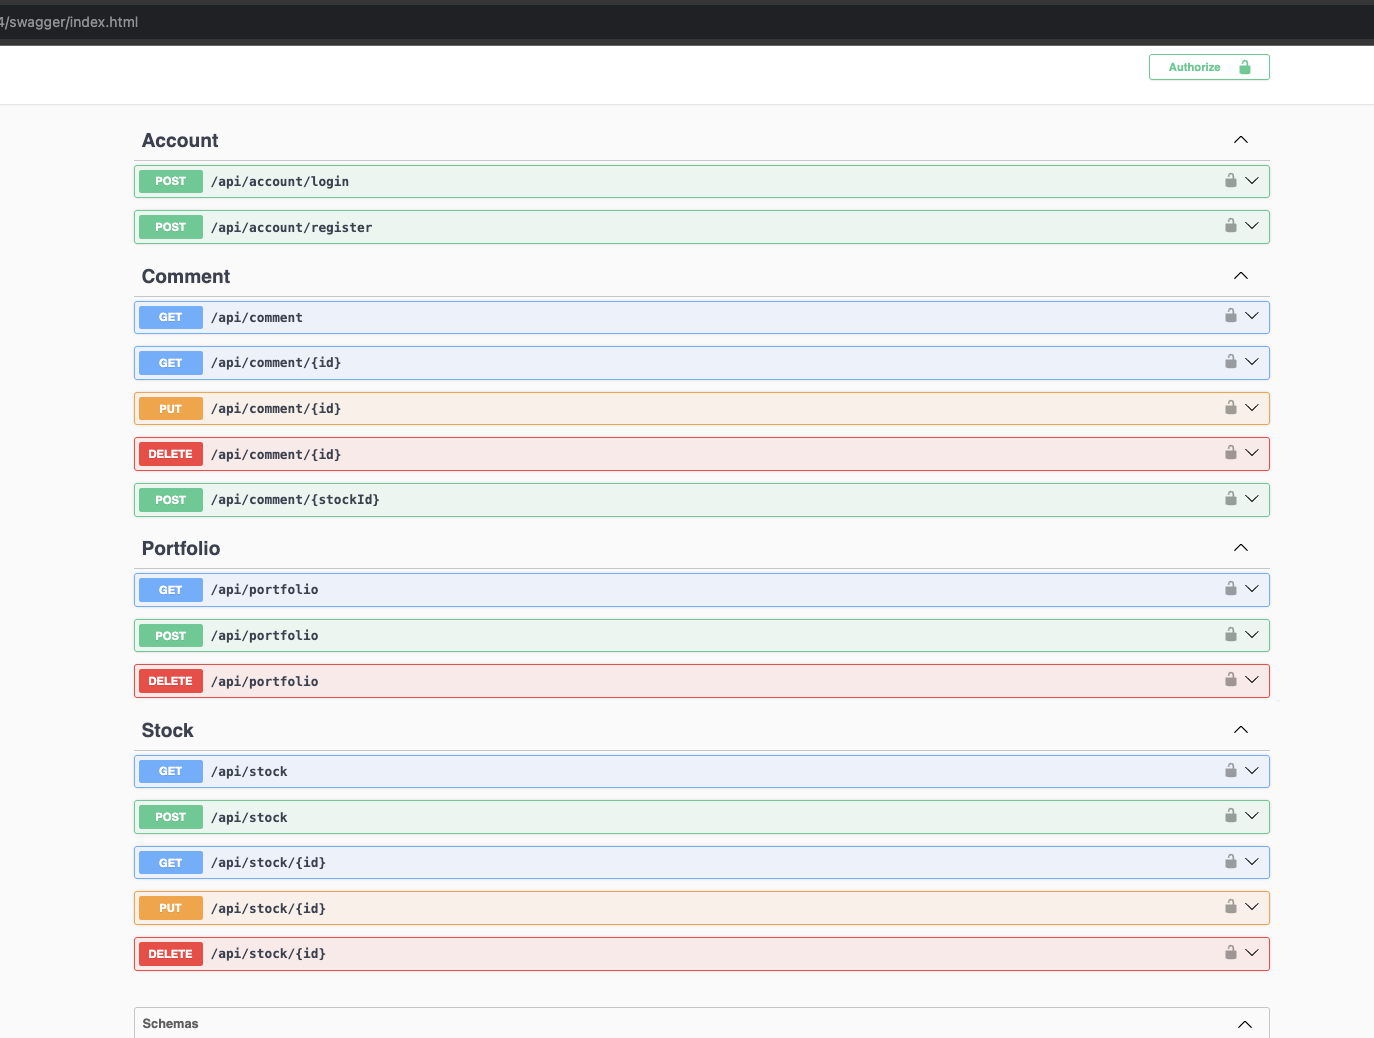 4/swagger/index.html
Authorize
Account
POST /api/account/login
POST /api/account/register
Comment
GET /api/comment
GET /api/comment/{id}
PUT /api/comment/{id}
DELETE /api/comment/{id}
POST /api/comment/{stockId}
Portfolio
GET /api/portfolio
POST /api/portfolio
DELETE /api/portfolio
Stock
GET /api/stock
POST /api/stock
GET /api/stock/{id}
PUT /api/stock/{id}
DELETE /api/stock/{id}
Schemas